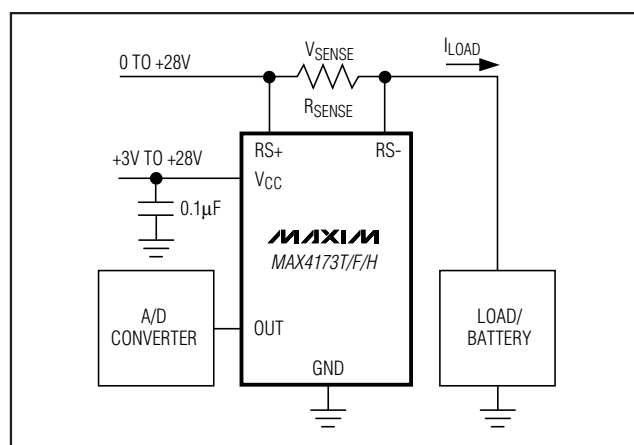 0 TO +28V
VSENSE
ILOAD
RSENSE
RS+
RS-
+3V TO +28V
VCC
0.1μF
MAXIM
MAX4173T/F/H
A/D
CONVERTER
OUT
LOAD/
BATTERY
GND